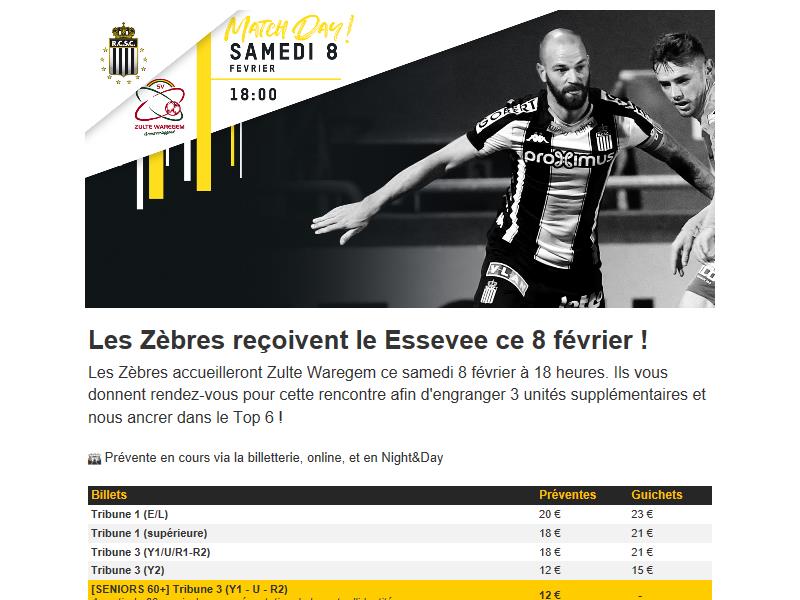 Match Day!
SAMEDI 8
FEVRIER
18:00
R.C.S.C.
SV
ZULTE WAREGEM
GOBERT
proximus
V-LAN
Les Zèbres reçoivent le Essevee ce 8 février !
Les Zèbres accueilleront Zulte Waregem ce samedi 8 février à 18 heures. Ils vous
donnent rendez-vous pour cette rencontre afin d'engranger 3 unités supplémentaires et
nous ancrer dans le Top 6 !
Prévente en cours via la billetterie, online, et en Night&Day
Billets Préventes Guichets
Tribune 1 (E/L) 20 € 23 €
Tribune 1 (supérieure) 18 € 21 €
Tribune 3 (Y1/U/R1-R2) 18 € 21 €
Tribune 3 (Y2) 12 € 15 €
[SENIORS 60+] Tribune 3 (Y1 - U - R2) 12 € -